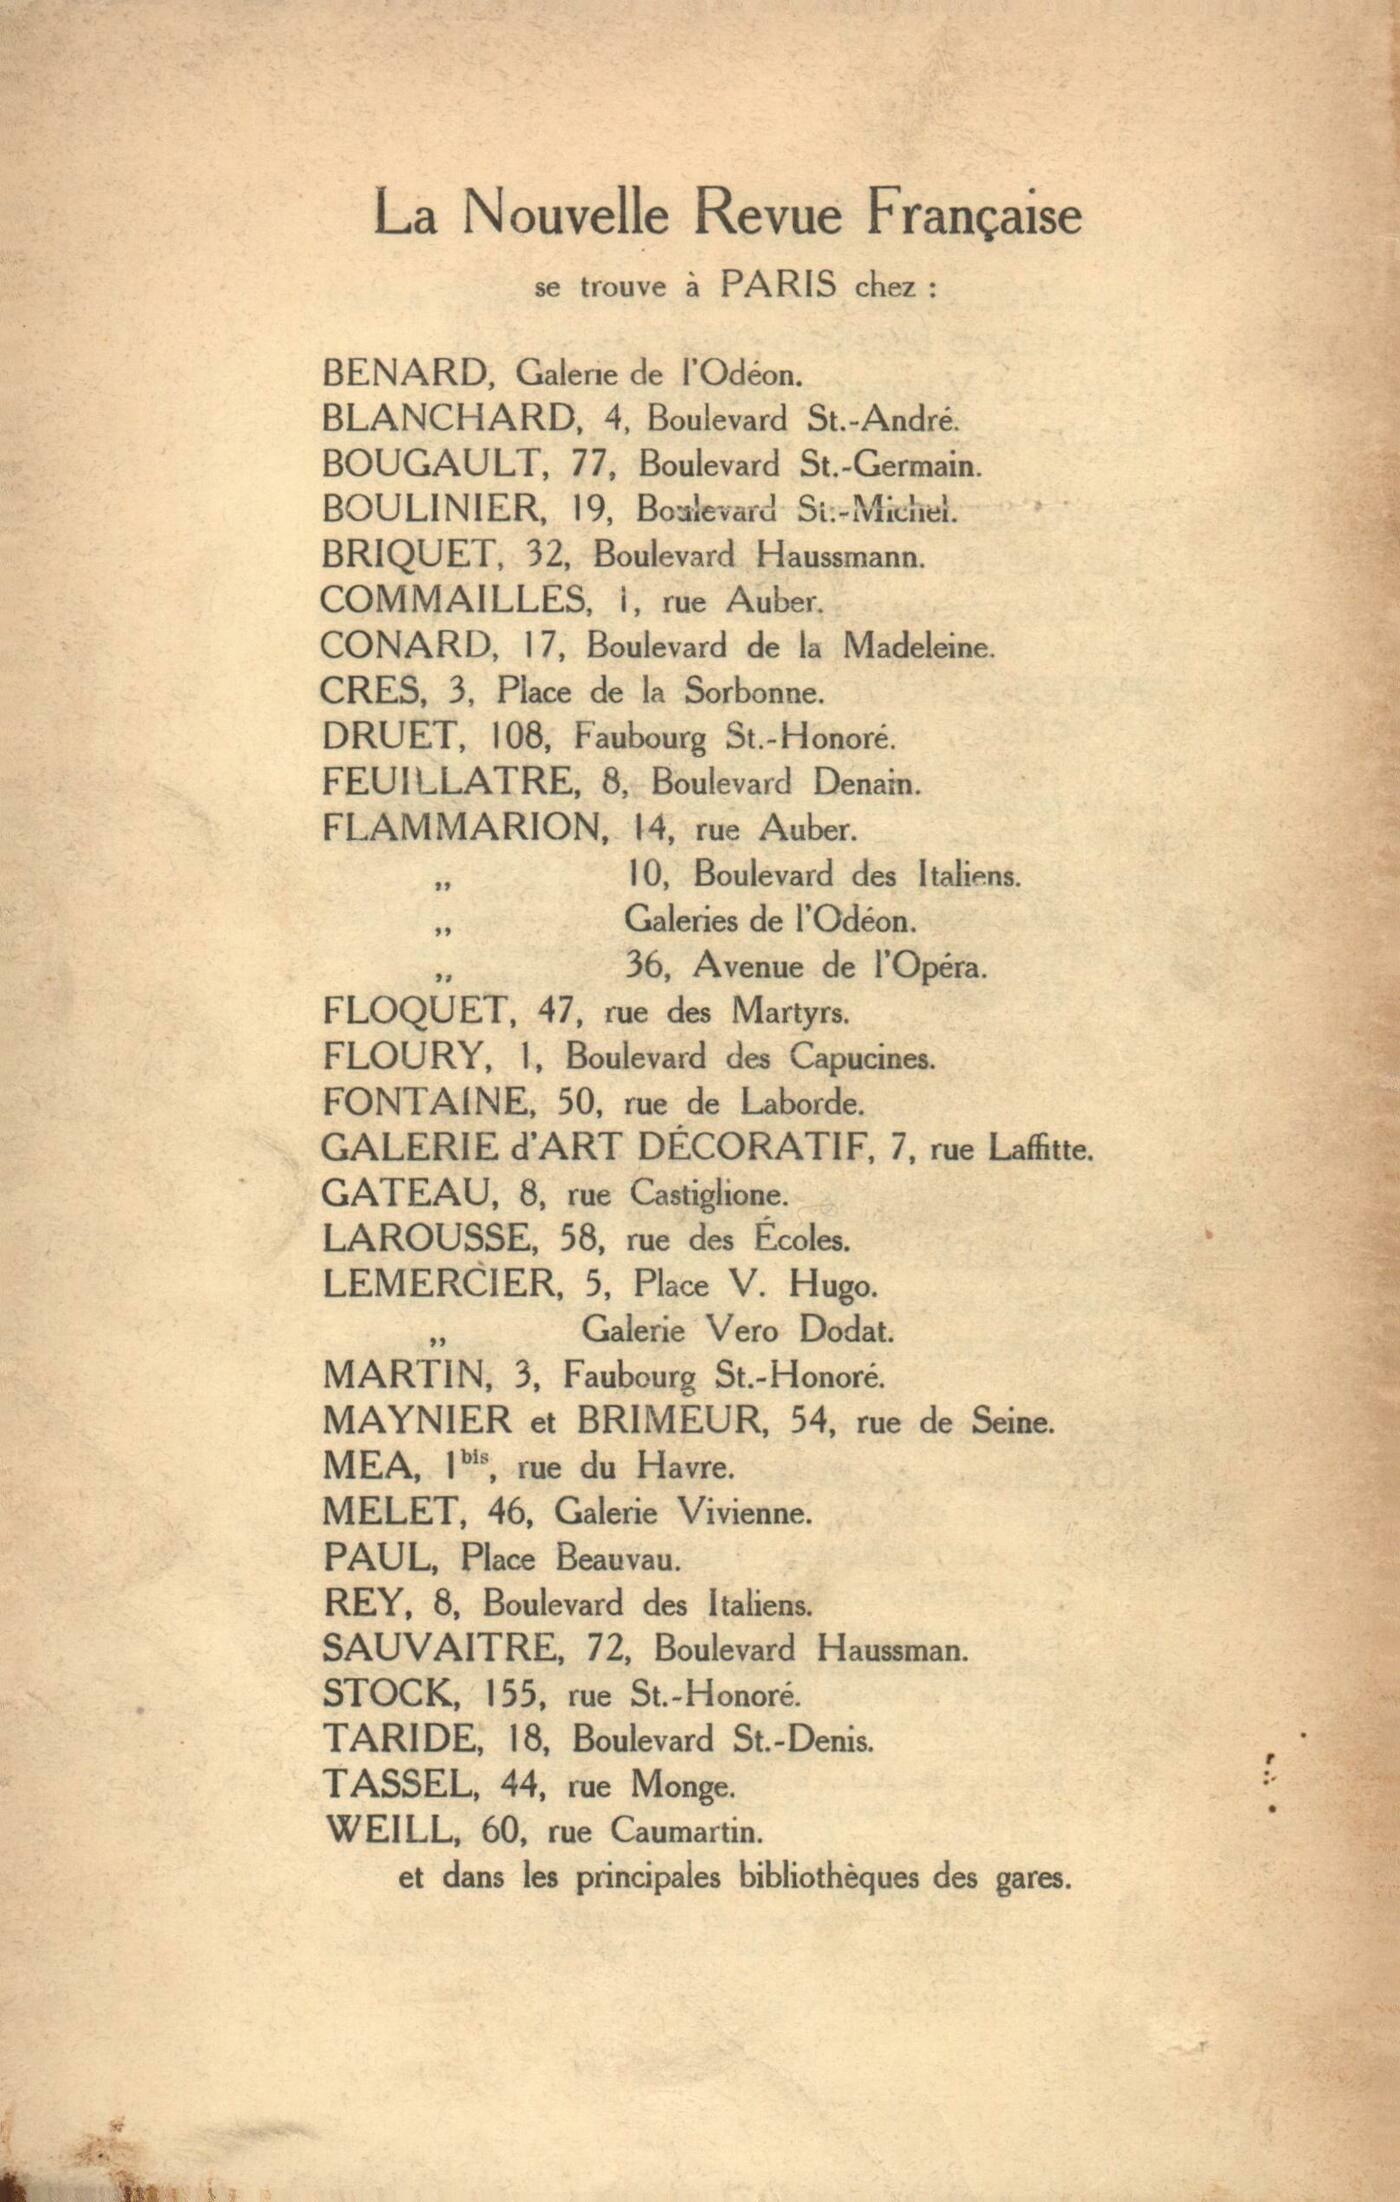 La Nouvelle Revue Française
se trouve à PARIS chez :
BENARD, Galerie de l'Odéon.
BLANCHARD, 4, Boulevard St.-André.
BOUGAULT, 77, Boulevard St.-Germain.
BOULINIER, 19, Boulevard St.-Michel.
BRIQUET, 32, Boulevard Haussmann.
COMMAILLES, 1, rue Auber.
CONARD, 17, Boulevard de la Madeleine.
CRES, 3, Place de la Sorbonne.
DRUET, 108, Faubourg St.-Honoré.
FEUILLATRE, 8, Boulevard Denain.
FLAMMARION, 14, rue Auber.
„ 10, Boulevard des Italiens.
„ Galeries de l'Odéon.
„ 36, Avenue de l'Opéra.
FLOQUET, 47, rue des Martyrs.
FLOURY, 1, Boulevard des Capucines.
FONTAINE, 50, rue de Laborde.
GALERIE d'ART DÉCORATIF, 7, rue Laffitte.
GATEAU, 8, rue Castiglione.
LAROUSSE, 58, rue des Écoles.
LEMERCIER, 5, Place V. Hugo.
„ Galerie Vero Dodat.
MARTIN, 3, Faubourg St.-Honoré.
MAYNIER et BRIMEUR, 54, rue de Seine.
MEA, 1bis, rue du Havre.
MELET, 46, Galerie Vivienne.
PAUL, Place Beauvau.
REY, 8, Boulevard des Italiens.
SAUVAITRE, 72, Boulevard Haussman.
STOCK, 155, rue St.-Honoré.
TARIDE, 18, Boulevard St.-Denis.
TASSEL, 44, rue Monge.
WEILL, 60, rue Caumartin.
et dans les principales bibliothèques des gares.